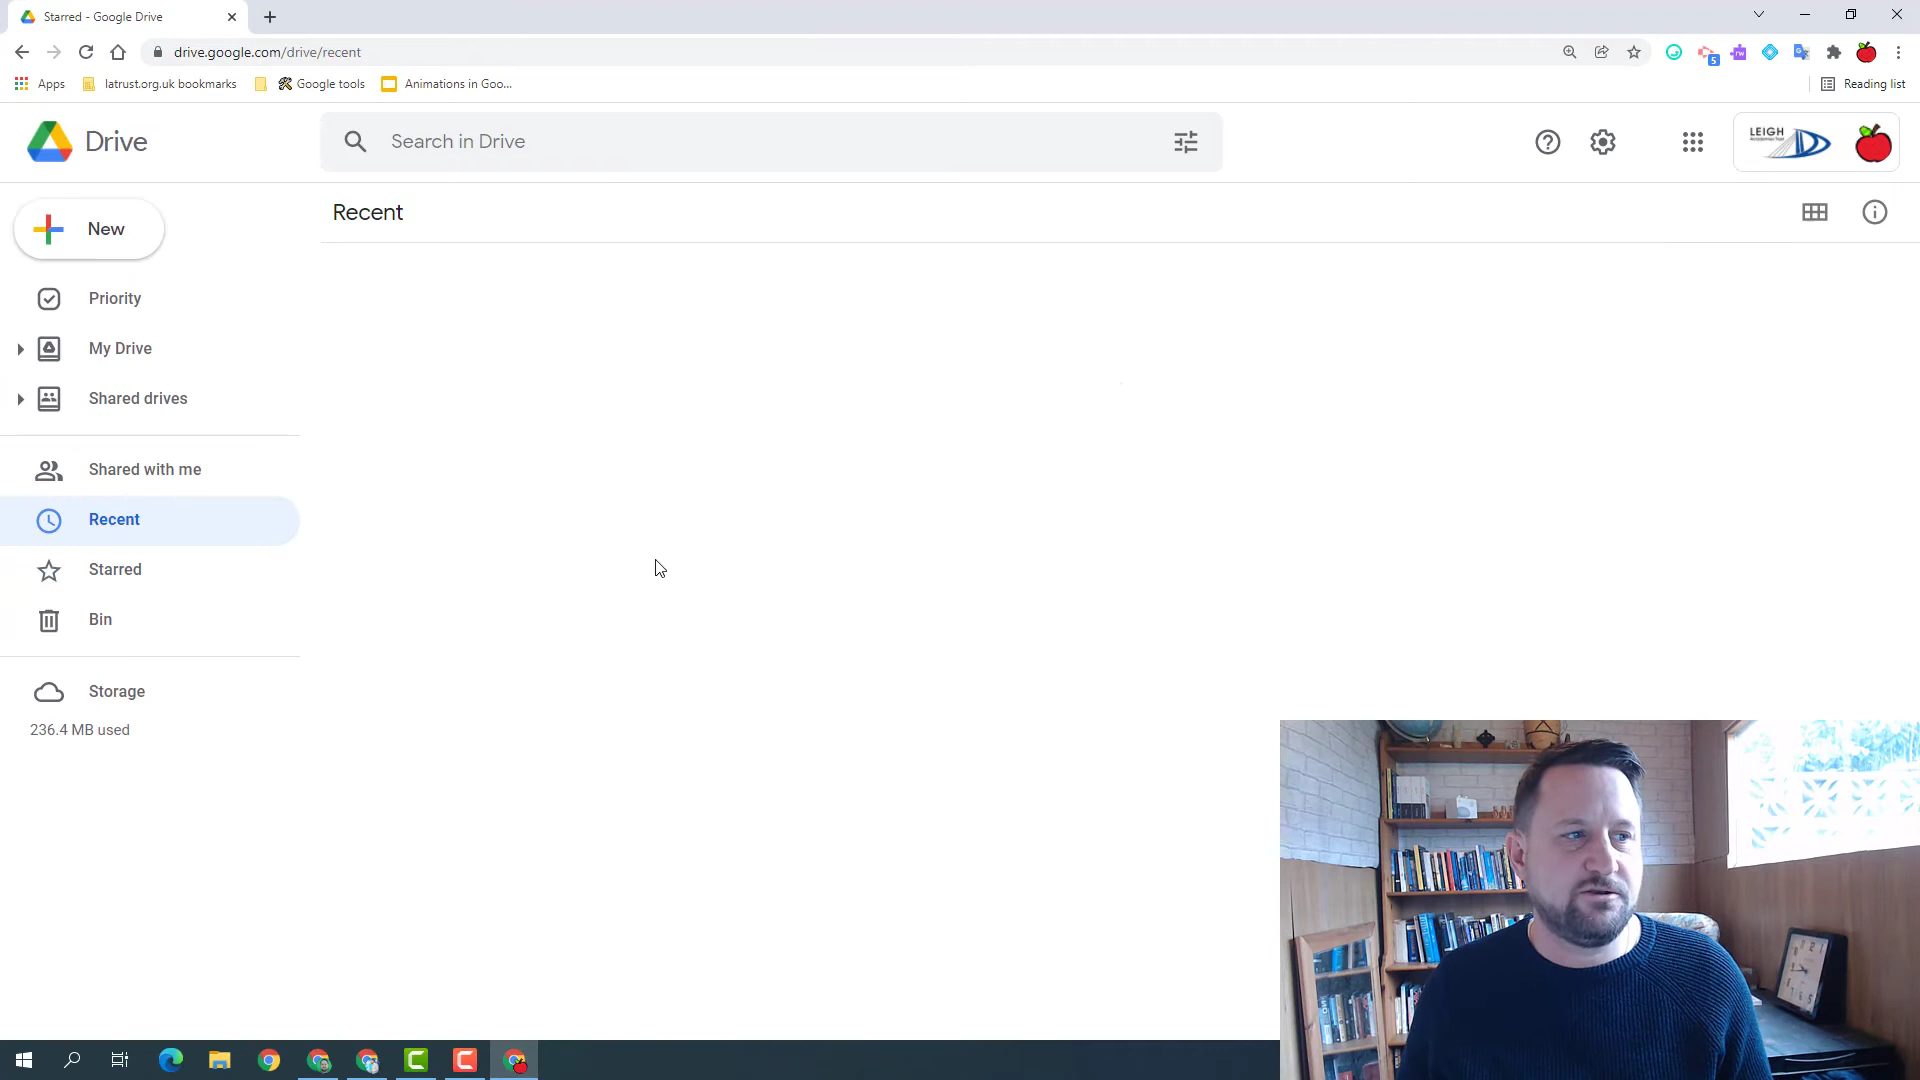 Starred - Google Drive
drive.google.com/drive/recent
5
rw
Apps
latrust.org.uk bookmarks
Google tools
Animations in Goo...
Reading list
Drive
Search in Drive
LEIGH
Recent
New
Priority
My Drive
Shared drives
Shared with me
Recent
Starred
Bin
Storage
236.4 MB used